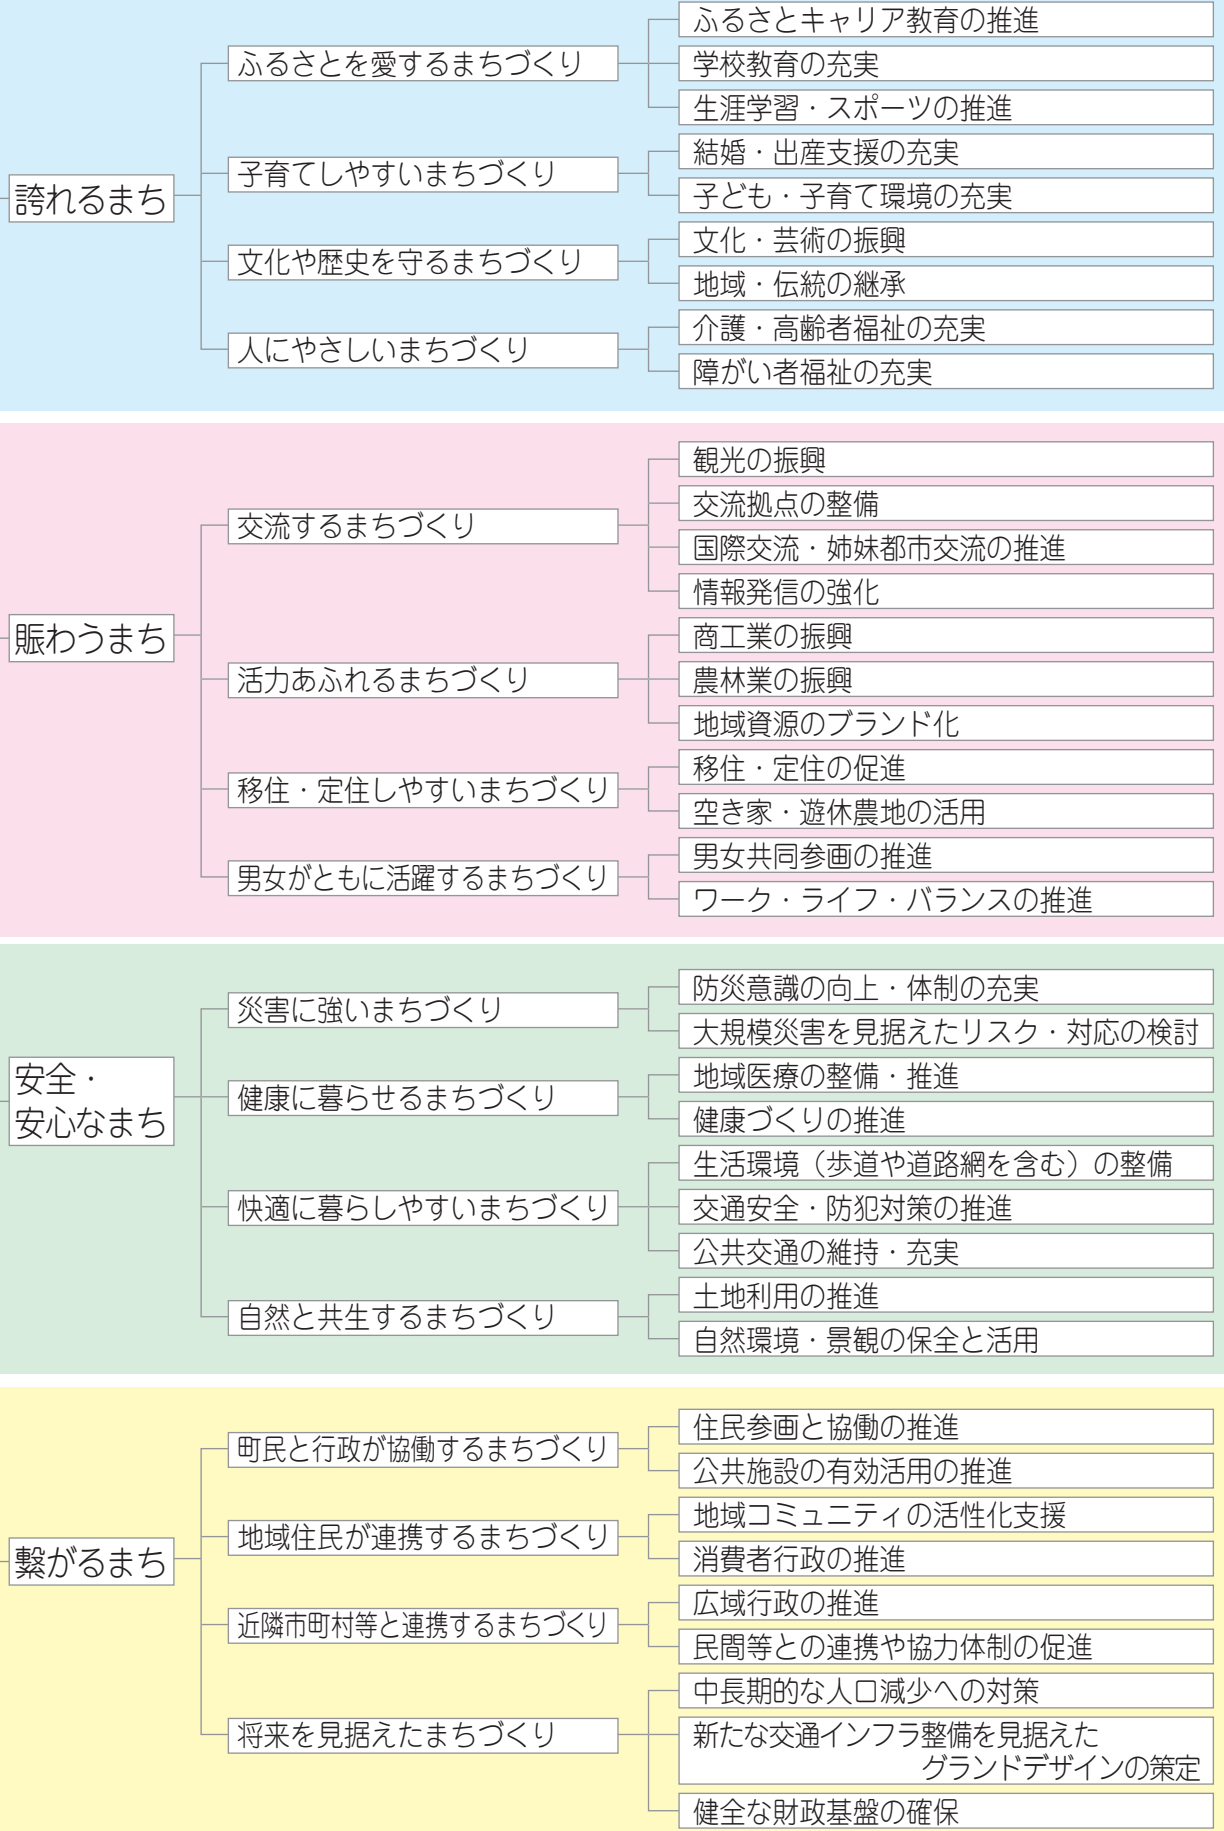 誇れるまち
ふるさとを愛するまちづくり
ふるさとキャリア教育の推進
学校教育の充実
生涯学習・スポーツの推進
子育てしやすいまちづくり
結婚・出産支援の充実
子ども・子育て環境の充実
文化や歴史を守るまちづくり
文化・芸術の振興
地域・伝統の継承
人にやさしいまちづくり
介護・高齢者福祉の充実
障がい者福祉の充実
賑わうまち
交流するまちづくり
観光の振興
交流拠点の整備
国際交流・姉妹都市交流の推進
情報発信の強化
活力あふれるまちづくり
商工業の振興
農林業の振興
地域資源のブランド化
移住・定住しやすいまちづくり
移住・定住の促進
空き家・遊休農地の活用
男女がともに活躍するまちづくり
男女共同参画の推進
ワーク・ライフ・バランスの推進
安全・
安心なまち
災害に強いまちづくり
防災意識の向上・体制の充実
大規模災害を見据えたリスク・対応の検討
健康に暮らせるまちづくり
地域医療の整備・推進
健康づくりの推進
快適に暮らしやすいまちづくり
生活環境（歩道や道路網を含む）の整備
交通安全・防犯対策の推進
公共交通の維持・充実
自然と共生するまちづくり
土地利用の推進
自然環境・景観の保全と活用
繋がるまち
町民と行政が協働するまちづくり
住民参画と協働の推進
公共施設の有効活用の推進
地域住民が連携するまちづくり
地域コミュニティの活性化支援
消費者行政の推進
近隣市町村等と連携するまちづくり
広域行政の推進
民間等との連携や協力体制の促進
将来を見据えたまちづくり
中長期的な人口減少への対策
新たな交通インフラ整備を見据えた
グランドデザインの策定
健全な財政基盤の確保